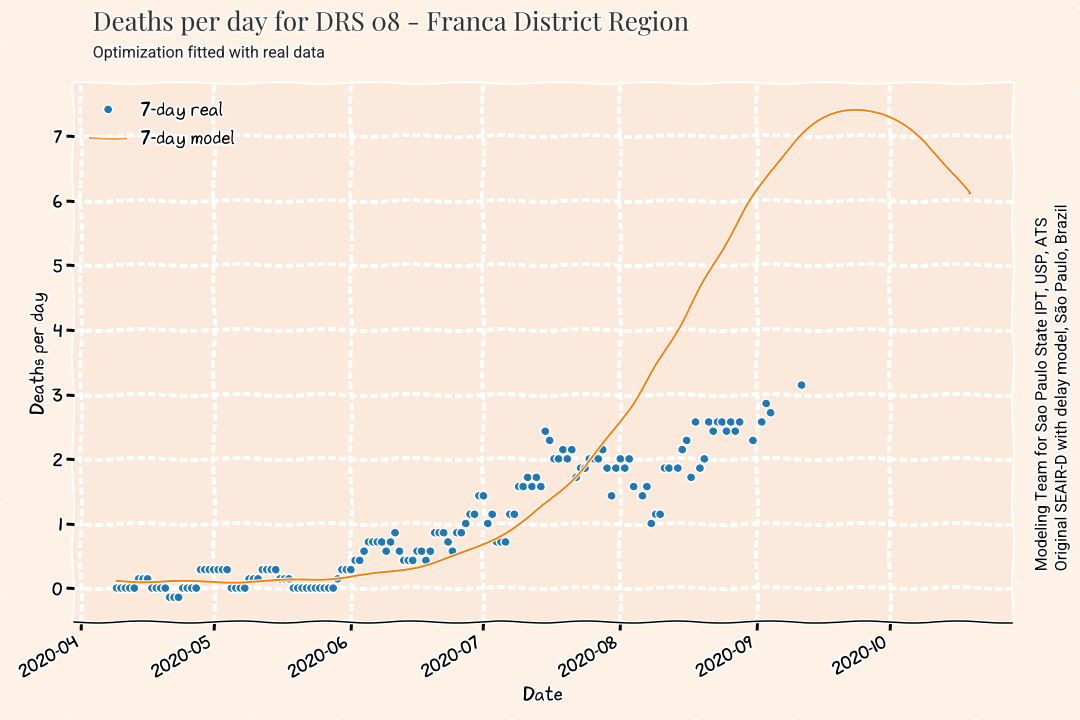 Deaths per day for DRS 08 - Franca District Region
Optimization fitted with real data
7-day real
7-day model
7
6
5
4
3
2
1
0
Deaths per day
2020-04
2020-05
2020-06
2020-07
2020-08
2020-09
2020-10
Date
Modeling Team for Sao Paulo State IPT, USP, ATS
Original SEAIR-D with delay model, São Paulo, Brazil